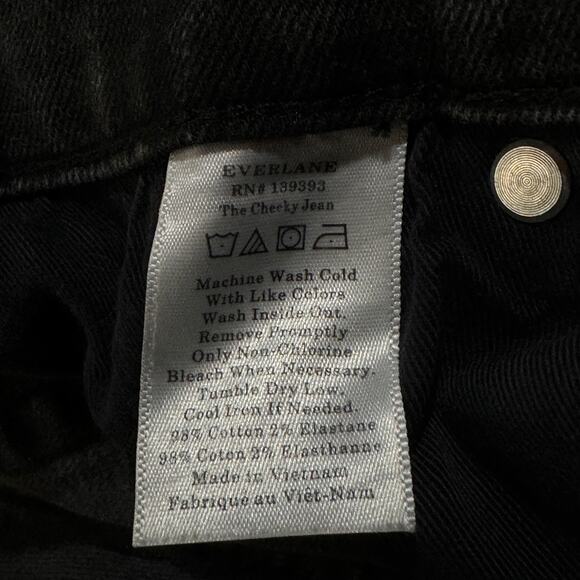 EVERLANE
RN# 139393
The Cheeky Jean
Machine Wash Cold
With Like Colors
Wash Inside Out.
Remove Promptly
Only Non-Chlorine
Bleach When Necessary.
Tumble Dry Low.
Cool Iron If Needed.
98% Cotton 2% Elastane
98% Coton 2% Elasthanne
Made in Vietnam
Fabrique au Viêt-Nam